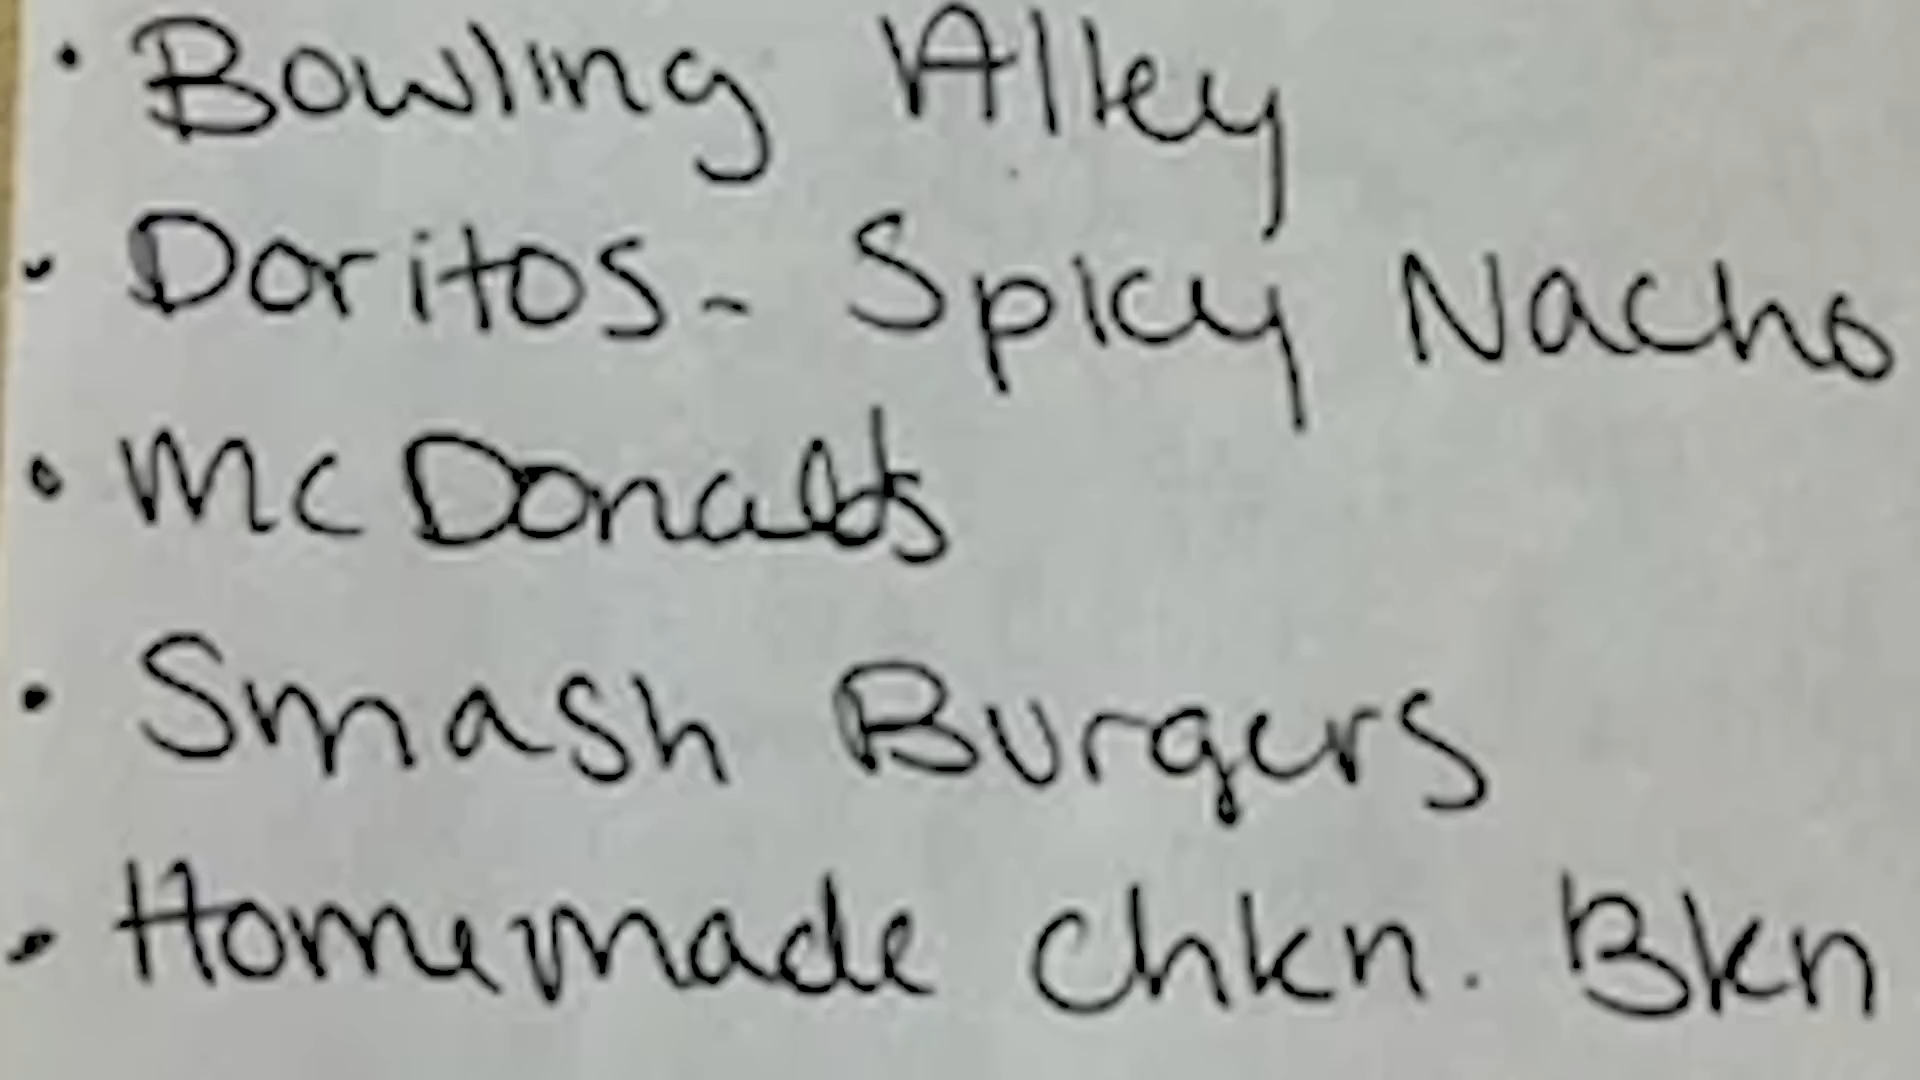 • Bowling Alley
• Doritos - Spicy Nacho
• McDonalds
• Smash Burgers
• Homemade Chkn. Bkn